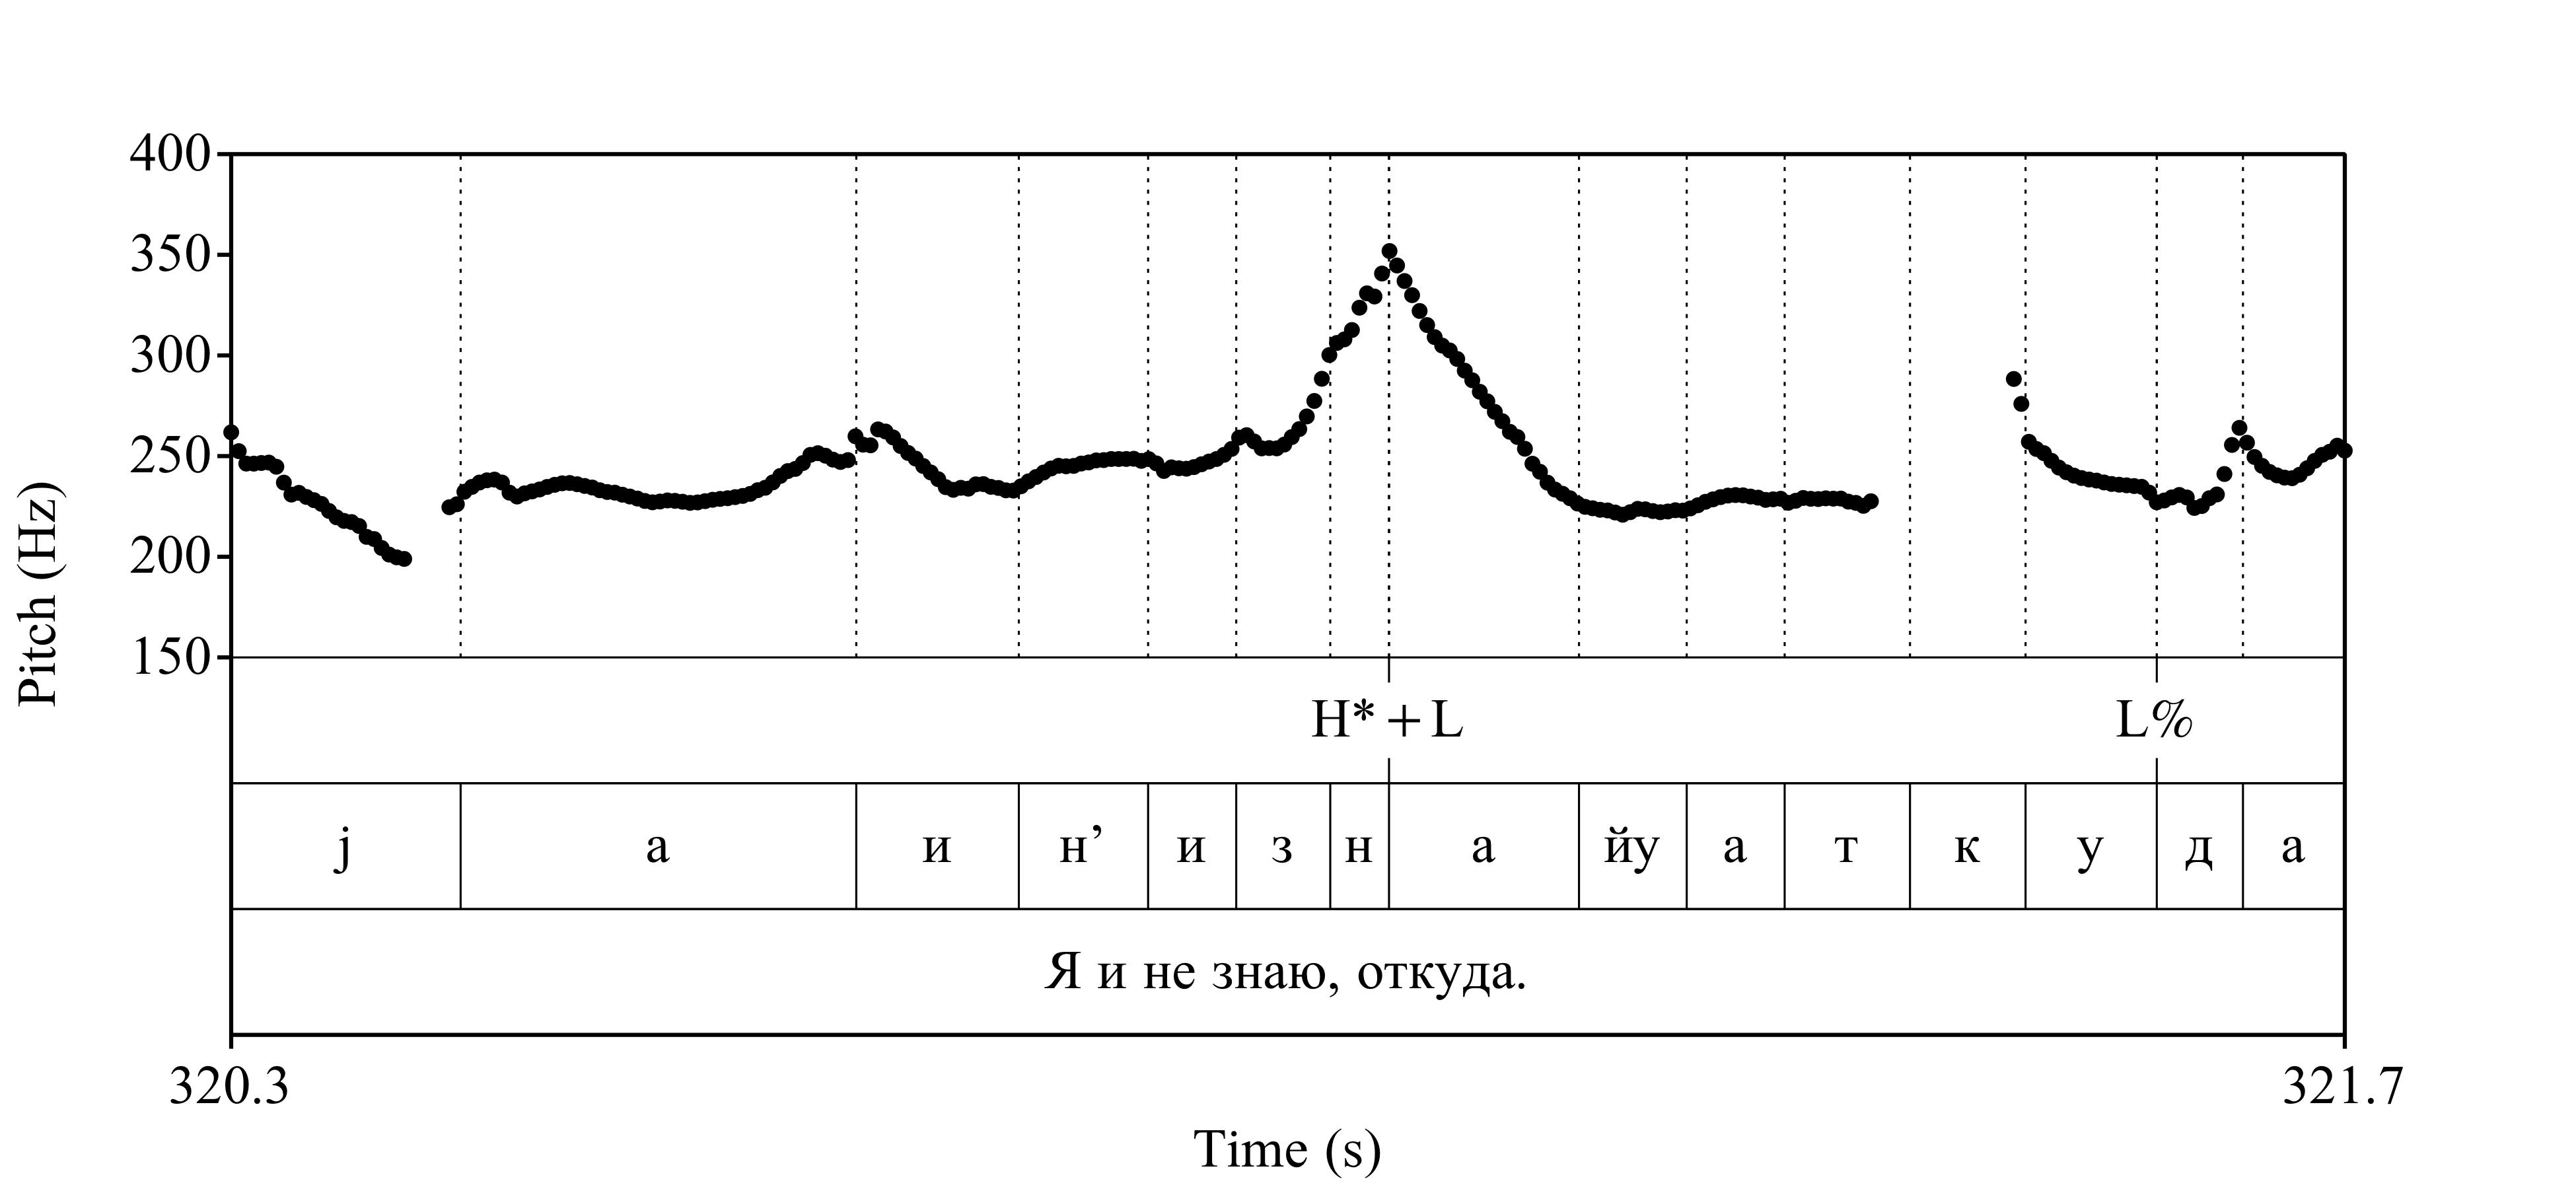 400
350
300
250
200
150
Pitch (Hz)
H* + L L%
j а и н’ и з н а йу а т к у д а
Я и не знаю, откуда.
320.3 321.7
Time (s)